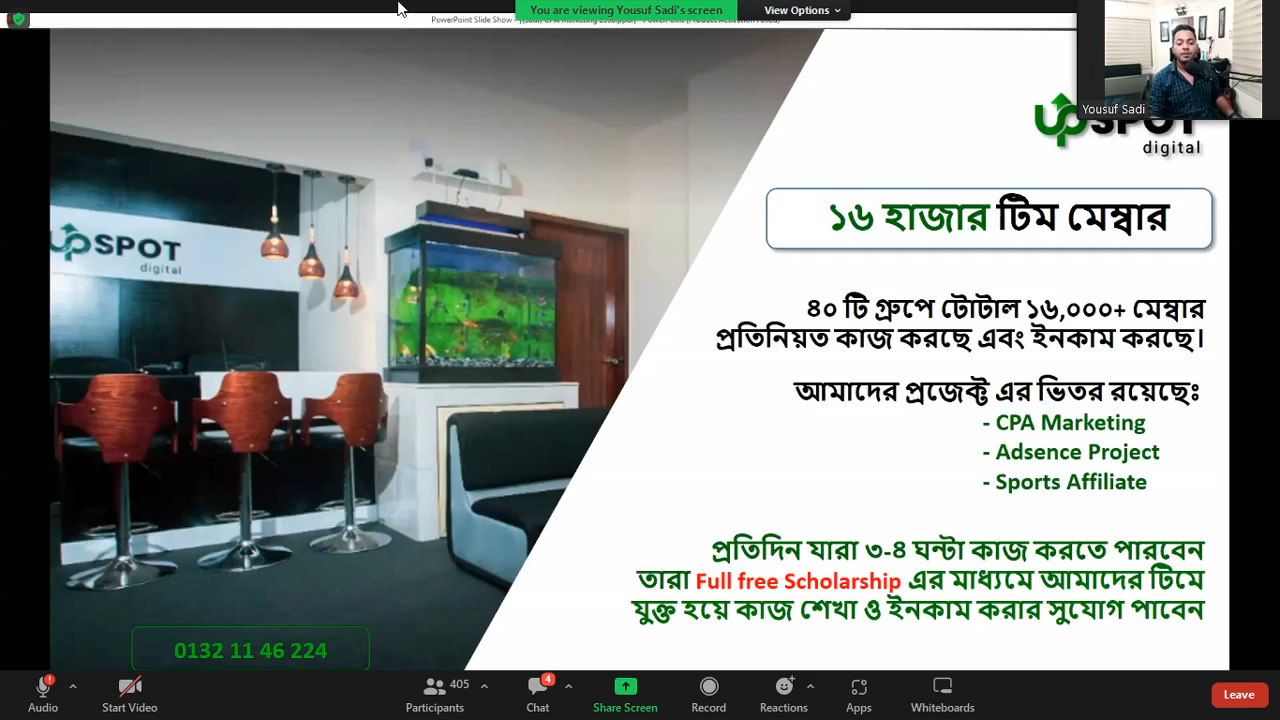 You are viewing Yousuf Sadi's screen
View Options
Yousuf Sadi
upSPOT
digital
upSPOT
digital
১৬ হাজার টিম মেম্বার
৪০ টি গ্রুপে টোটাল ১৬,০০০+ মেম্বার
প্রতিনিয়ত কাজ করছে এবং ইনকাম করছে।
আমাদের প্রজেক্ট এর ভিতর রয়েছেঃ
- CPA Marketing
- Adsence Project
- Sports Affiliate
প্রতিদিন যারা ৩-৪ ঘন্টা কাজ করতে পারবেন
তারা Full free Scholarship এর মাধ্যমে আমাদের টিমে
যুক্ত হয়ে কাজ শেখা ও ইনকাম করার সুযোগ পাবেন
0132 11 46 224
405
4
Audio
Start Video
Participants
Chat
Share Screen
Record
Reactions
Apps
Whiteboards
Leave